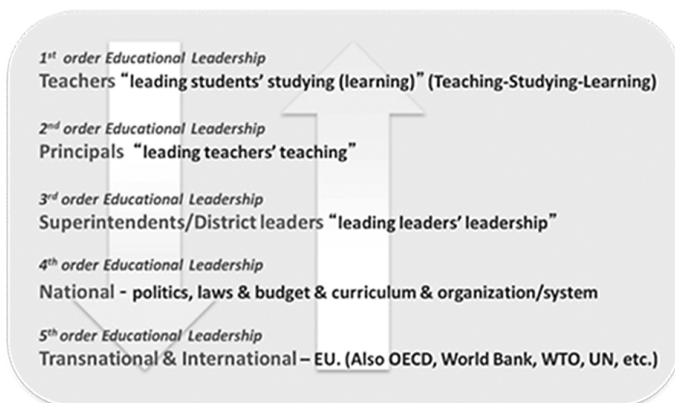 1st order Educational Leadership
Teachers “leading students’ studying (learning)” (Teaching-Studying-Learning)
2nd order Educational Leadership
Principals “leading teachers’ teaching”
3rd order Educational Leadership
Superintendents/District leaders “leading leaders’ leadership”
4th order Educational Leadership
National - politics, laws & budget & curriculum & organization/system
5th order Educational Leadership
Transnational & International – EU. (Also OECD, World Bank, WTO, UN, etc.)